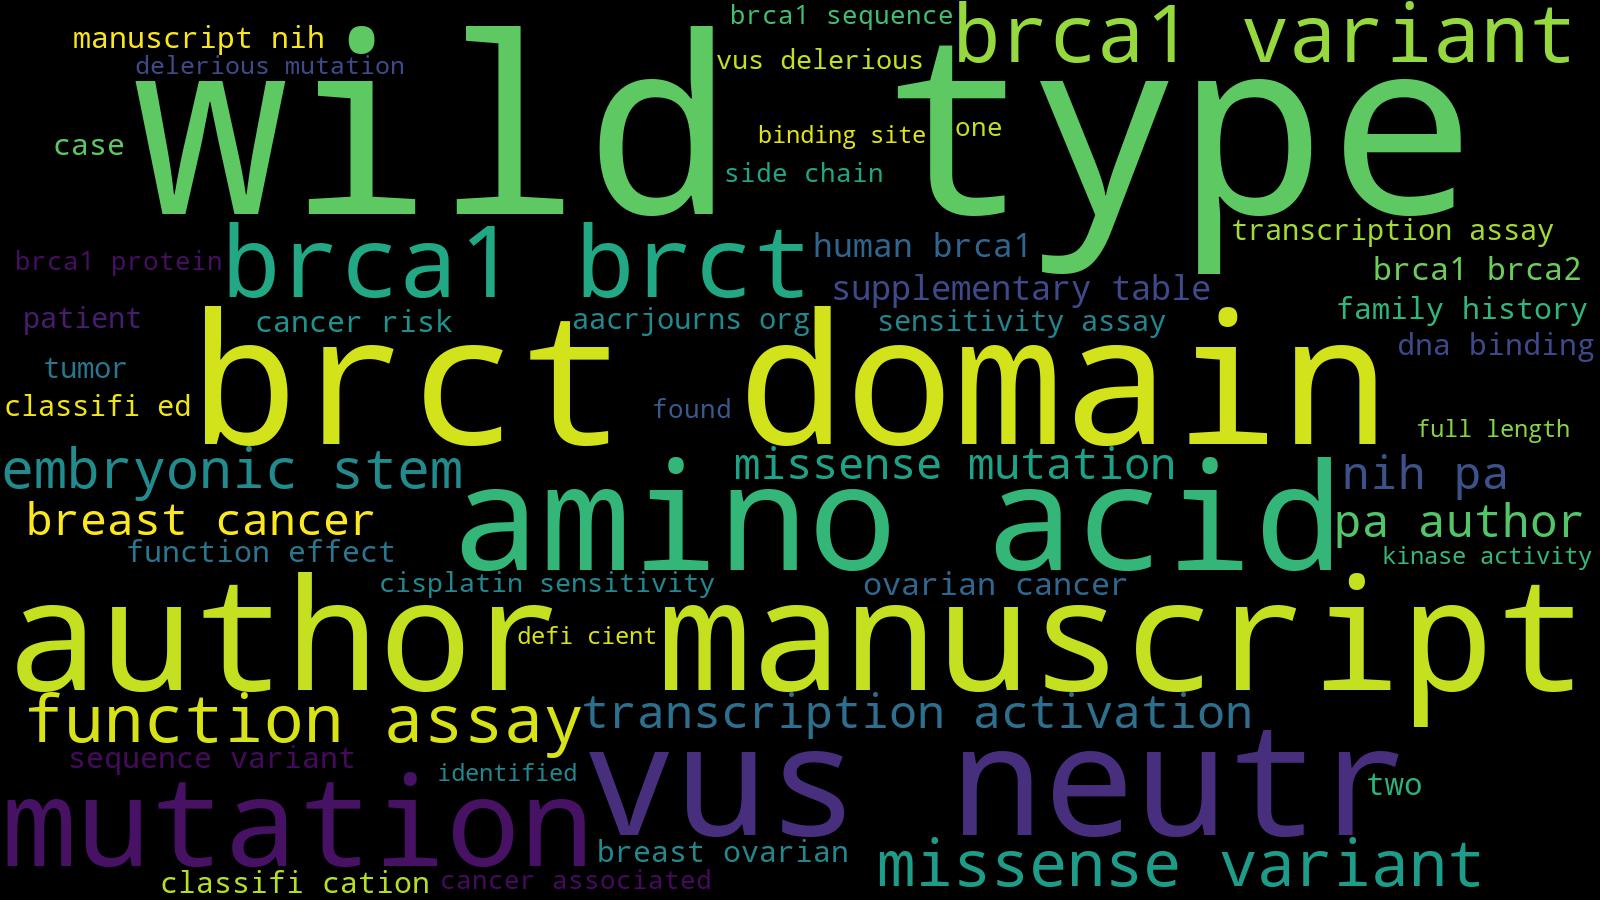 brca1 sequence
brca1 variant
manuscript nih
delerious mutation
vus delerious
wild type
case
binding site
one
side chain
transcription assay
brca1 protein
brca1 brct
human brca1
brca1 brca2
supplementary table
patient
cancer risk
aacrjourns org
sensitivity assay
family history
dna binding
tumor
brct domain
classifi ed
found
full length
embryonic stem
missense mutation
nih pa
breast cancer
amino acid
pa author
function effect
kinase activity
cisplatin sensitivity
ovarian cancer
author manuscript
defi cient
function assay
transcription activation
sequence variant
identified
vus neutr
two
mutation
breast ovarian
missense variant
classifi cation
cancer associated